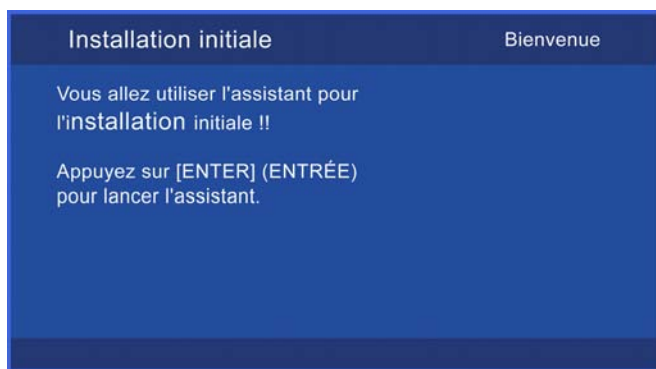 Installation initiale
Bienvenue
Vous allez utiliser l'assistant pour
l'installation initiale !!
Appuyez sur [ENTER] (ENTRÉE)
pour lancer l'assistant.